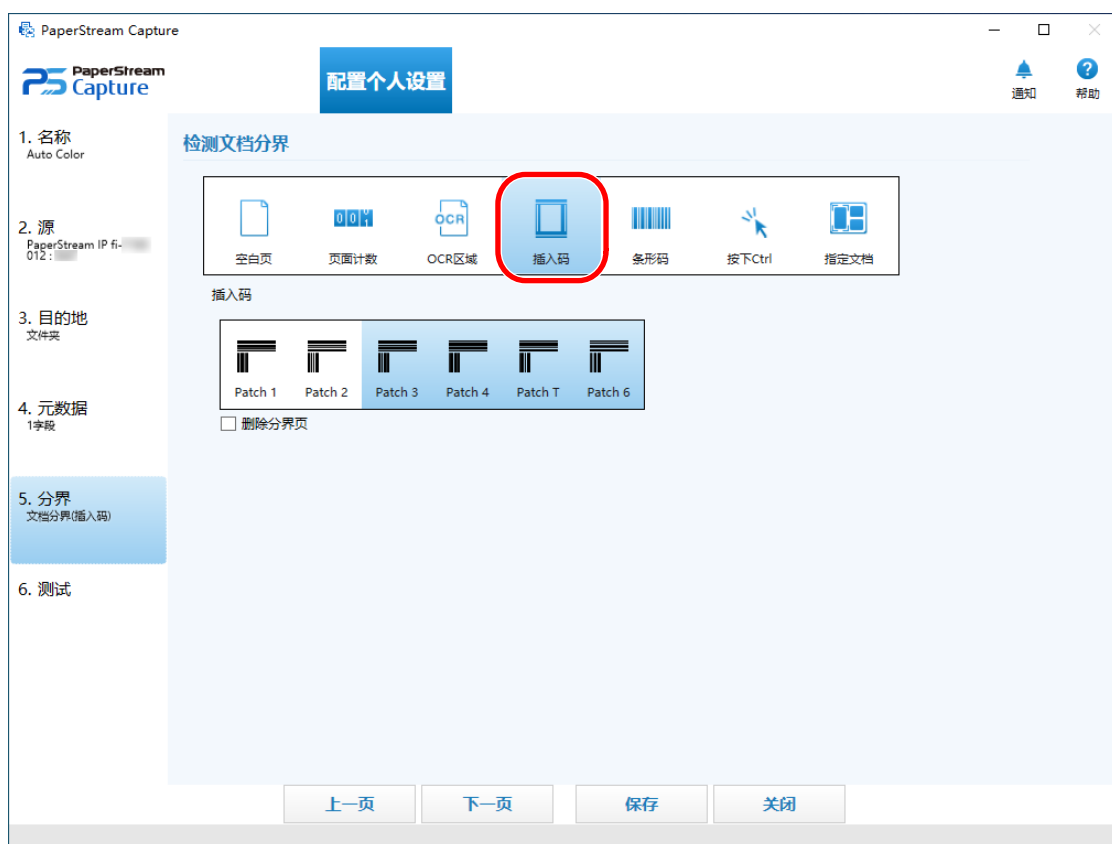 PaperStream Capture
PaperStream
Capture
配置个人设置
通知
帮助
1. 名称
Auto Color
2. 源
PaperStream IP fi-
012 :
3. 目的地
文件夹
4. 元数据
1字段
5. 分界
文档分界(插入码)
6. 测试
检测文档分界
空白页
页面计数
OCR
OCR区域
插入码
条形码
按下Ctrl
指定文档
插入码
Patch 1
Patch 2
Patch 3
Patch 4
Patch T
Patch 6
删除分界页
上一页
下一页
保存
关闭